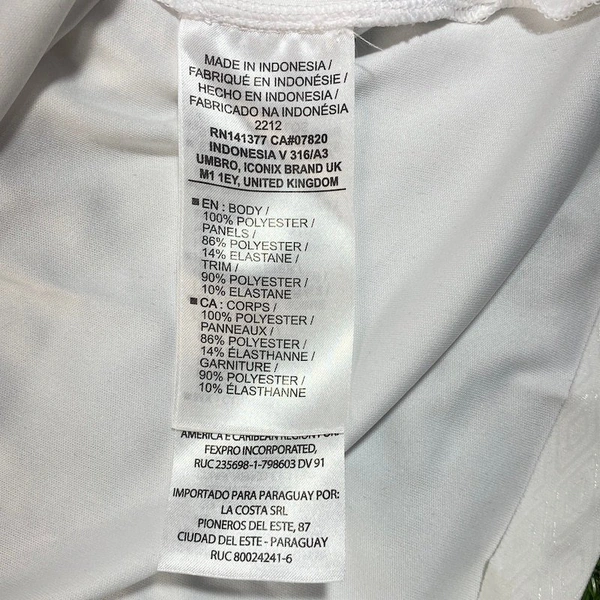 MADE IN INDONESIA /
FABRIQUÉ EN INDONÉSIE /
HECHO EN INDONESIA /
FABRICADO NA INDONÉSIA
2212
RN141377 CA#07820
INDONESIA V 316/A3
UMBRO, ICONIX BRAND UK
M1 1EY, UNITED KINGDOM
EN : BODY /
100% POLYESTER /
PANELS /
86% POLYESTER /
14% ELASTANE /
TRIM /
90% POLYESTER /
10% ELASTANE
CA : CORPS /
100% POLYESTER /
PANNEAUX /
86% POLYESTER /
14% ÉLASTHANNE /
GARNITURE /
90% POLYESTER /
10% ÉLASTHANNE
AMERICA E CARIBEAN REGION POR:
FEXPRO INCORPORATED,
RUC 235698-1-798603 DV 91
IMPORTADO PARA PARAGUAY POR:
LA COSTA SRL
PIONEROS DEL ESTE, 87
CIUDAD DEL ESTE - PARAGUAY
RUC 80024241-6